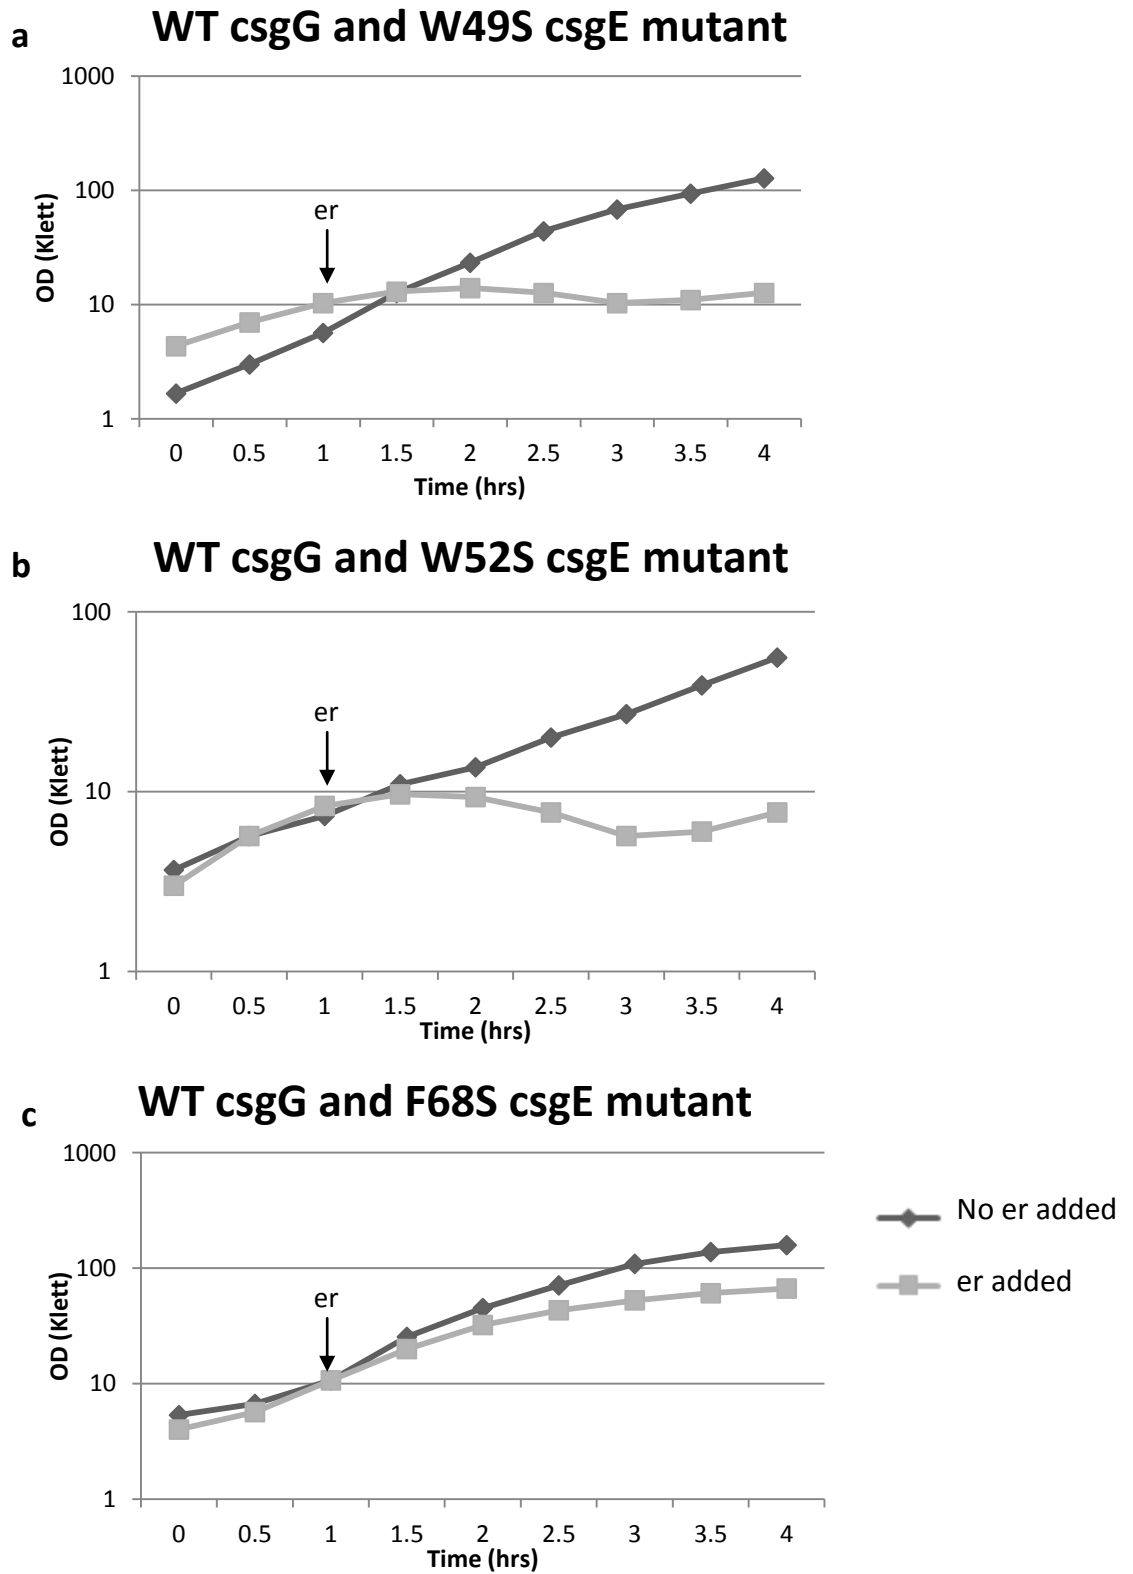 a
WT csgG and W49S csgE mutant
1000
100
10
1
OD (Klett)
er
0 0.5 1 1.5 2 2.5 3 3.5 4
Time (hrs)
b
WT csgG and W52S csgE mutant
100
10
1
OD (Klett)
er
0 0.5 1 1.5 2 2.5 3 3.5 4
Time (hrs)
c
WT csgG and F68S csgE mutant
1000
100
10
1
OD (Klett)
er
0 0.5 1 1.5 2 2.5 3 3.5 4
Time (hrs)
No er added
er added